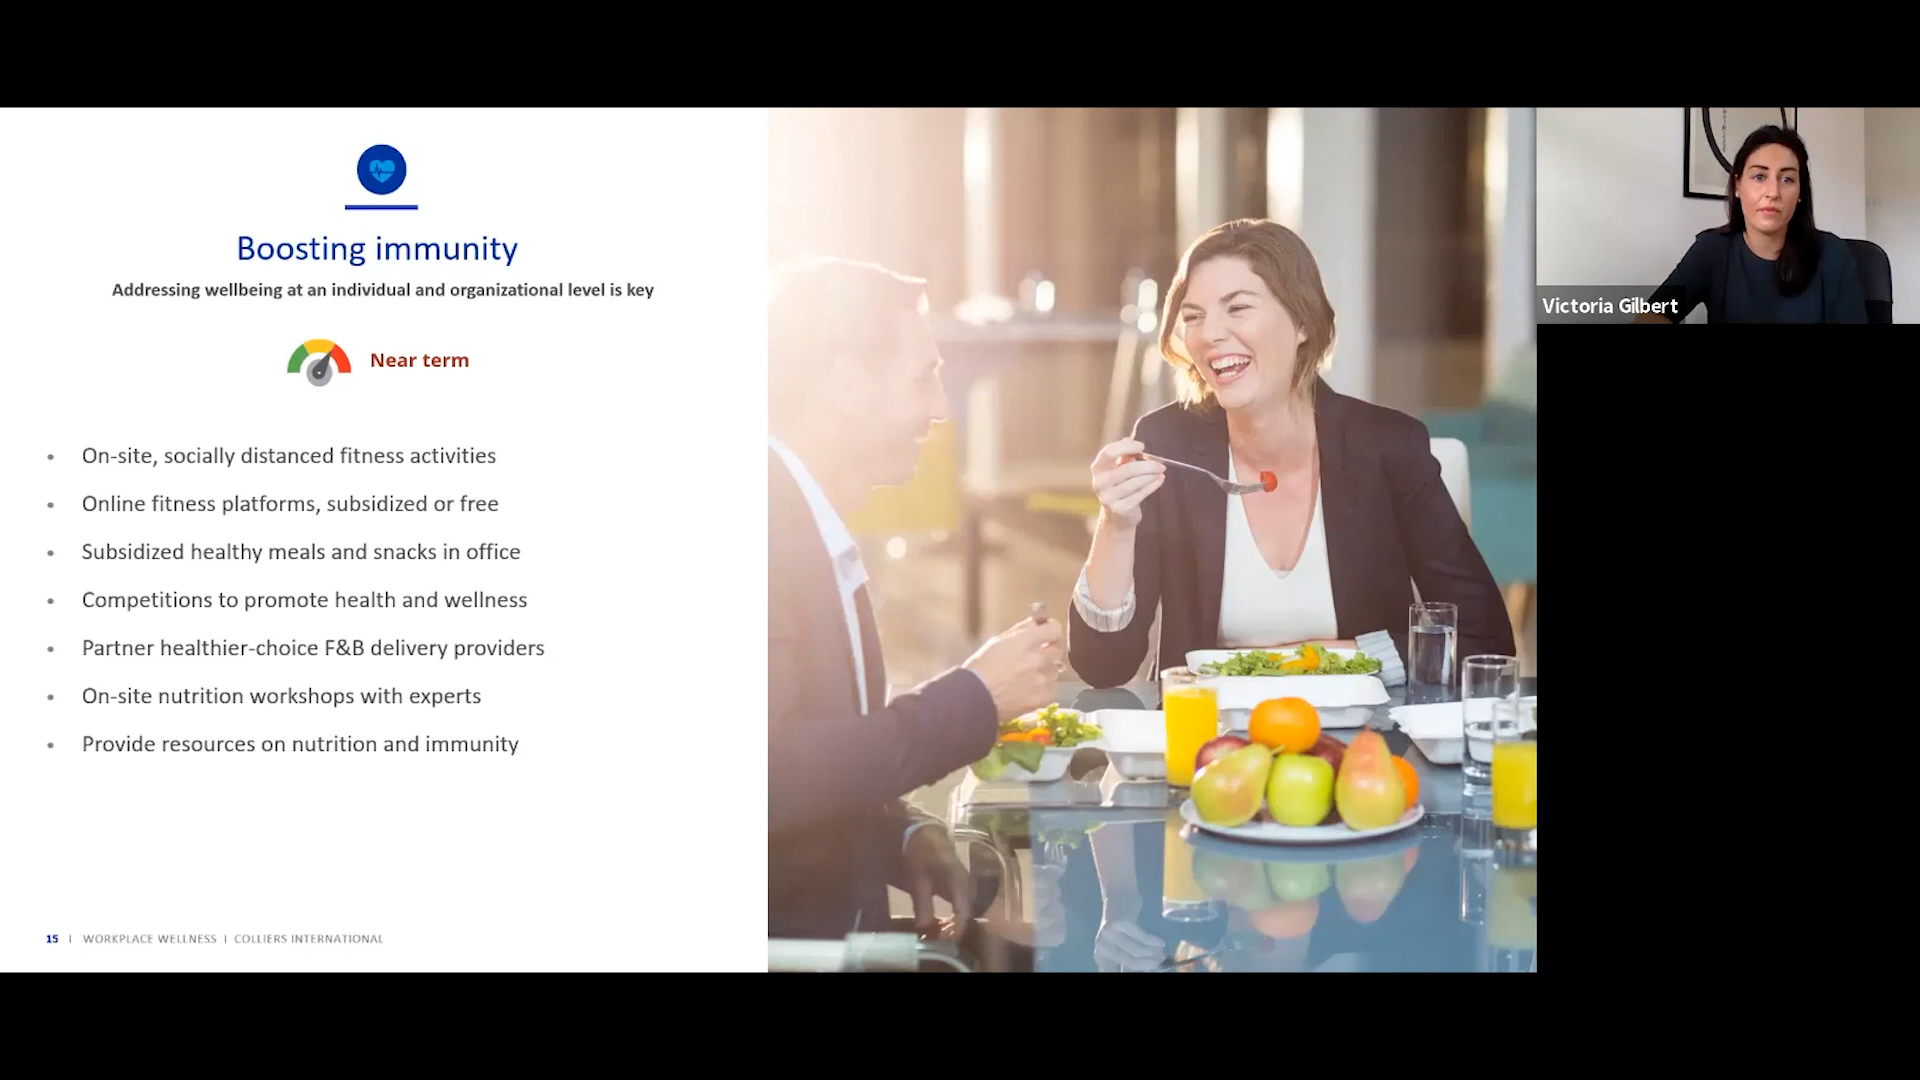 Boosting immunity
Addressing wellbeing at an individual and organizational level is key
Near term
• On-site, socially distanced fitness activities
• Online fitness platforms, subsidized or free
• Subsidized healthy meals and snacks in office
• Competitions to promote health and wellness
• Partner healthier-choice F&B delivery providers
• On-site nutrition workshops with experts
• Provide resources on nutrition and immunity
15 | WORKPLACE WELLNESS | COLLIERS INTERNATIONAL
Victoria Gilbert